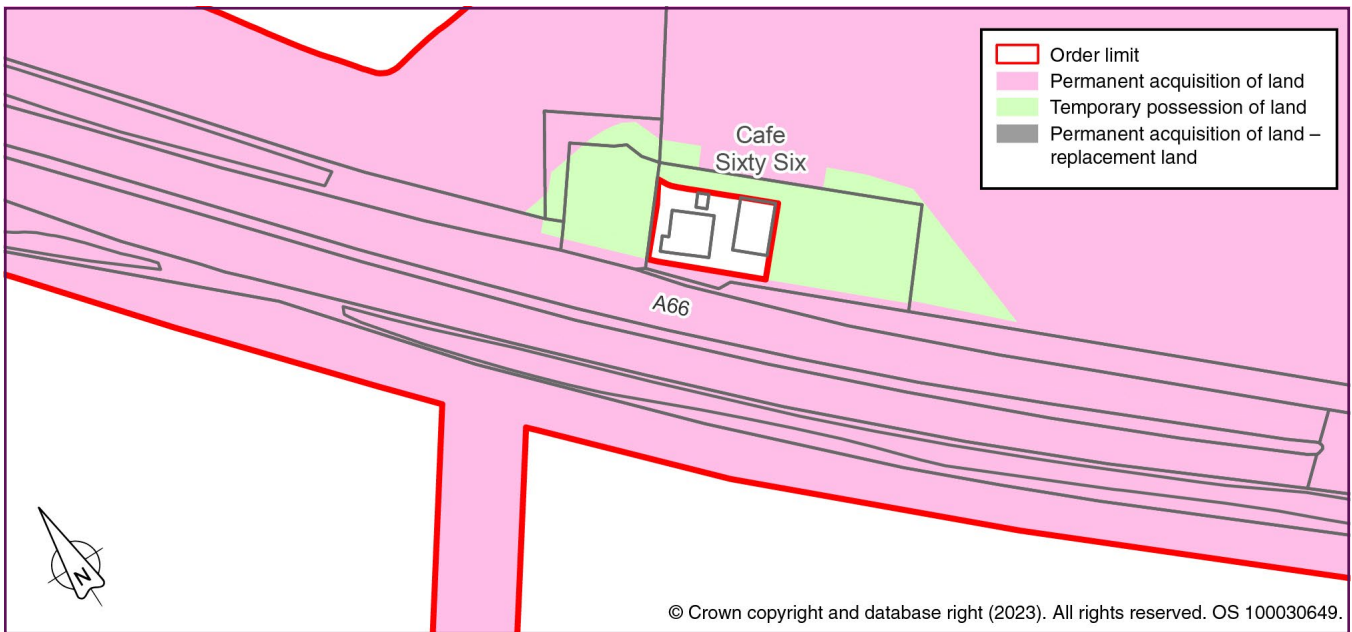 Order limit
Permanent acquisition of land
Temporary possession of land
Permanent acquisition of land –
replacement land
Cafe
Sixty Six
A66
N
© Crown copyright and database right (2023). All rights reserved. OS 100030649.